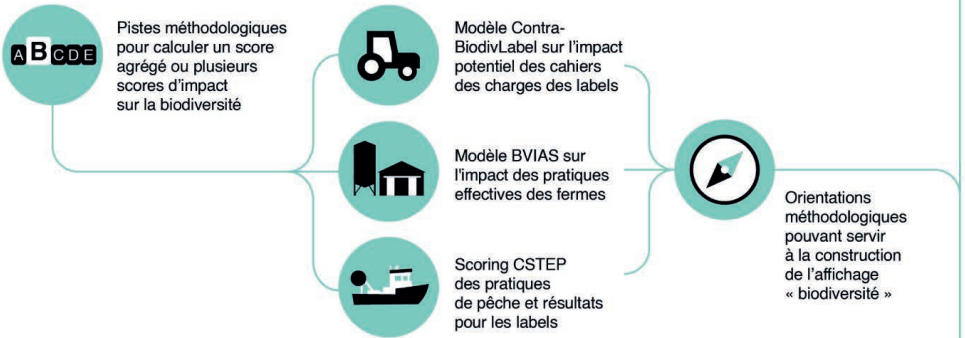 A B C D E
Pistes méthodologiques
pour calculer un score
agrégé ou plusieurs
scores d'impact
sur la biodiversité
Modèle Contra-
BiodivLabel sur l'impact
potentiel des cahiers
des charges des labels
Modèle BVIAS sur
l'impact des pratiques
effectives des fermes
Scoring CSTEP
des pratiques
de pêche et résultats
pour les labels
Orientations
méthodologiques
pouvant servir
à la construction
de l'affichage
« biodiversité »